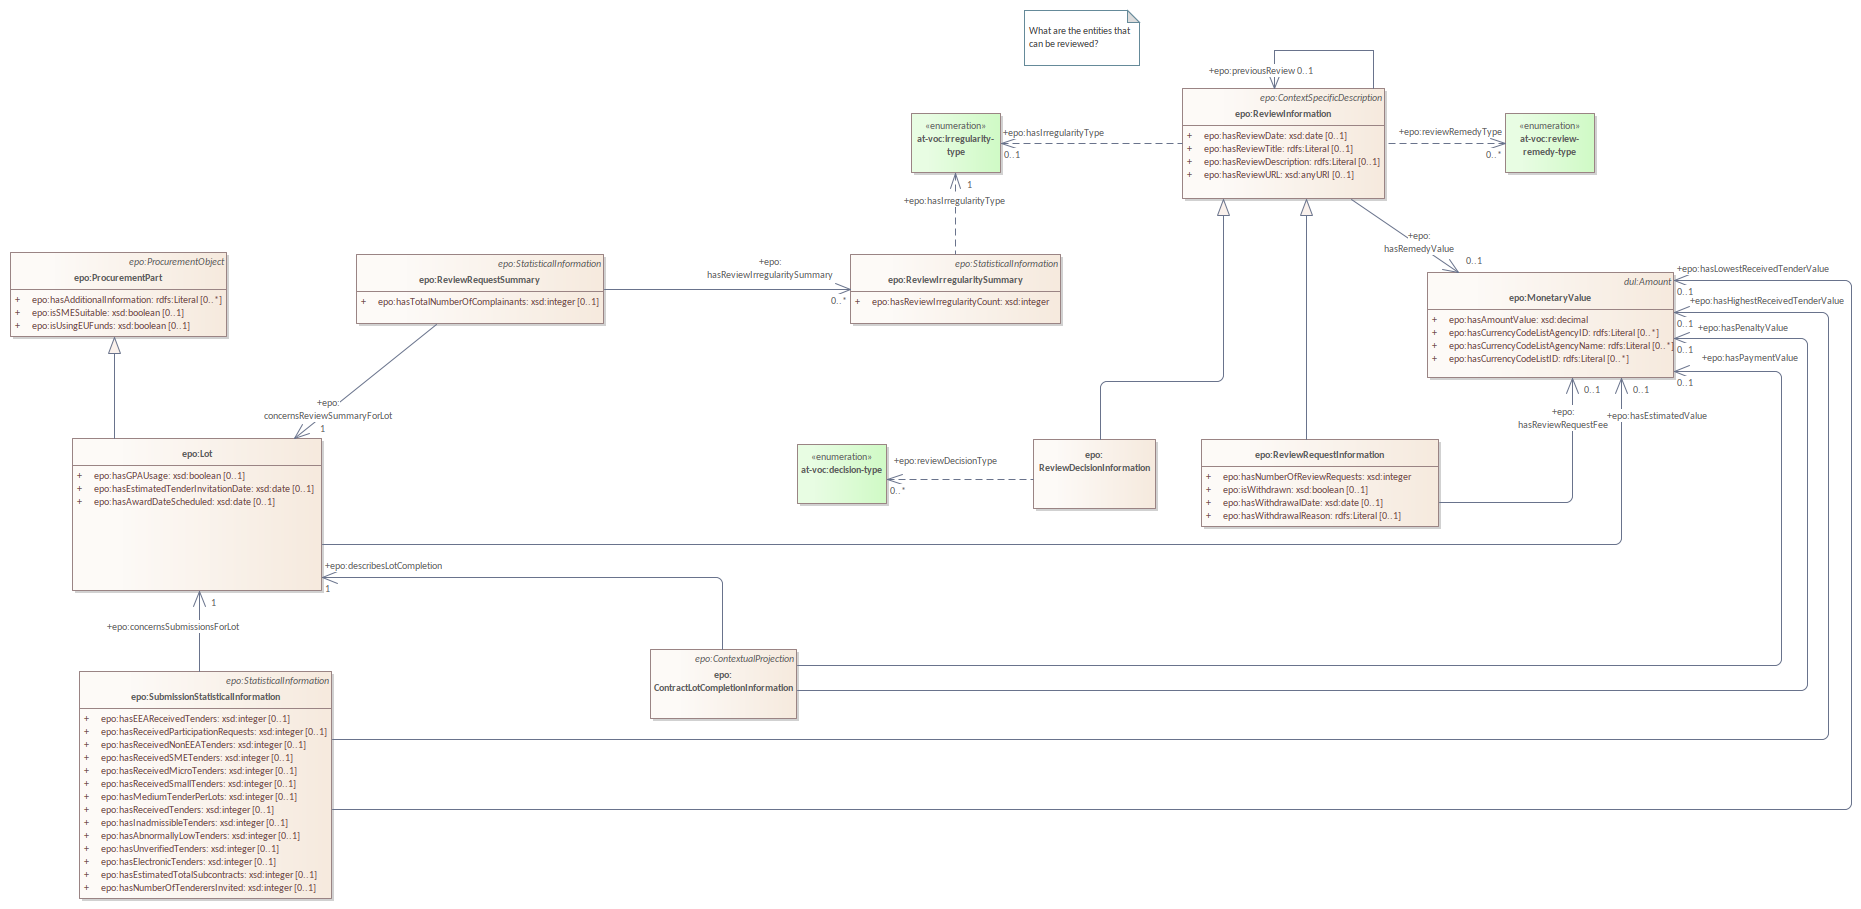 What are the entities that
can be reviewed?
+epo:previousReview 0..1
epo:ContextSpecificDescription
epo:ReviewInformation
+ epo:hasReviewDate: xsd:date [0..1]
+ epo:hasReviewTitle: rdfs:Literal [0..1]
+ epo:hasReviewDescription: rdfs:Literal [0..1]
+ epo:hasReviewURL: xsd:anyURI [0..1]
«enumeration»
at-voc:irregularity-
type
+epo:hasIrregularityType
0..1
+epo:reviewRemedyType
0..*
«enumeration»
at-voc:review-
remedy-type
1
+epo:hasIrregularityType
epo:ProcurementObject
epo:ProcurementPart
+ epo:hasAdditionalInformation: rdfs:Literal [0..*]
+ epo:isSMESuitable: xsd:boolean [0..1]
+ epo:isUsingEUFunds: xsd:boolean [0..1]
epo:StatisticalInformation
epo:ReviewRequestSummary
+ epo:hasTotalNumberOfComplainants: xsd:integer [0..1]
+epo:
hasReviewIrregularitySummary
0..*
epo:StatisticalInformation
epo:ReviewIrregularitySummary
+ epo:hasReviewIrregularityCount: xsd:integer
+epo:
hasRemedyValue
0..1
dul:Amount
epo:MonetaryValue
+ epo:hasAmountValue: xsd:decimal
+ epo:hasCurrencyCodeListAgencyID: rdfs:Literal [0..*]
+ epo:hasCurrencyCodeListAgencyName: rdfs:Literal [0..*]
+ epo:hasCurrencyCodeListID: rdfs:Literal [0..*]
+epo:hasLowestReceivedTenderValue
0..1
+epo:hasHighestReceivedTenderValue
0..1
+epo:hasPenaltyValue
0..1
+epo:hasPaymentValue
0..1
0..1
+epo:
hasReviewRequestFee
0..1
+epo:hasEstimatedValue
+epo:
concernsReviewSummaryForLot
1
epo:Lot
+ epo:hasGPAUsage: xsd:boolean [0..1]
+ epo:hasEstimatedTenderInvitationDate: xsd:date [0..1]
+ epo:hasAwardDateScheduled: xsd:date [0..1]
«enumeration»
at-voc:decision-type
+epo:reviewDecisionType
0..*
epo:
ReviewDecisionInformation
epo:ReviewRequestInformation
+ epo:hasNumberOfReviewRequests: xsd:integer
+ epo:isWithdrawn: xsd:boolean [0..1]
+ epo:hasWithdrawalDate: xsd:date [0..1]
+ epo:hasWithdrawalReason: rdfs:Literal [0..1]
+epo:describesLotCompletion
1
1
+epo:concernsSubmissionsForLot
epo:ContextualProjection
epo:
ContractLotCompletionInformation
epo:StatisticalInformation
epo:SubmissionStatisticalInformation
+ epo:hasEEAReceivedTenders: xsd:integer [0..1]
+ epo:hasReceivedParticipationRequests: xsd:integer [0..1]
+ epo:hasReceivedNonEEATenders: xsd:integer [0..1]
+ epo:hasReceivedSMETenders: xsd:integer [0..1]
+ epo:hasReceivedMicroTenders: xsd:integer [0..1]
+ epo:hasReceivedSmallTenders: xsd:integer [0..1]
+ epo:hasMediumTenderPerLots: xsd:integer [0..1]
+ epo:hasReceivedTenders: xsd:integer [0..1]
+ epo:hasInadmissibleTenders: xsd:integer [0..1]
+ epo:hasAbnormallyLowTenders: xsd:integer [0..1]
+ epo:hasUnverifiedTenders: xsd:integer [0..1]
+ epo:hasElectronicTenders: xsd:integer [0..1]
+ epo:hasEstimatedTotalSubcontracts: xsd:integer [0..1]
+ epo:hasNumberOfTenderersInvited: xsd:integer [0..1]